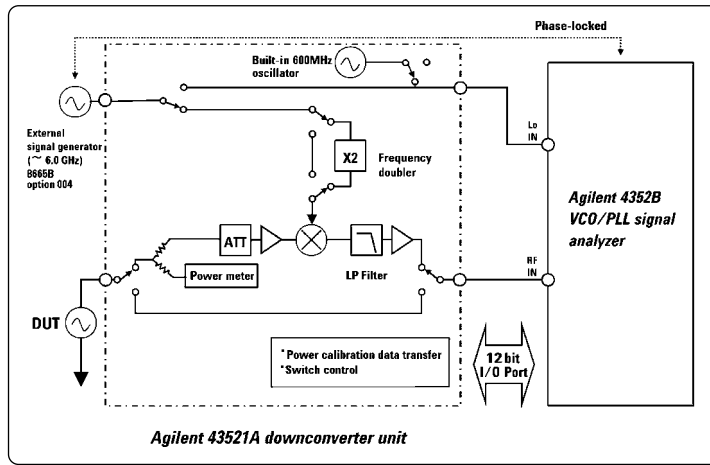 Phase-locked
Built-in 600MHz
oscillator
External
signal generator
(~ 6.0 GHz)
8665B
option 004
X2
Frequency
doubler
Lo
IN
Agilent 4352B
VCO/PLL signal
analyzer
ATT
Power meter
LP Filter
RF
IN
DUT
*Power calibration data transfer
*Switch control
12 bit
I/O Port
Agilent 43521A downconverter unit